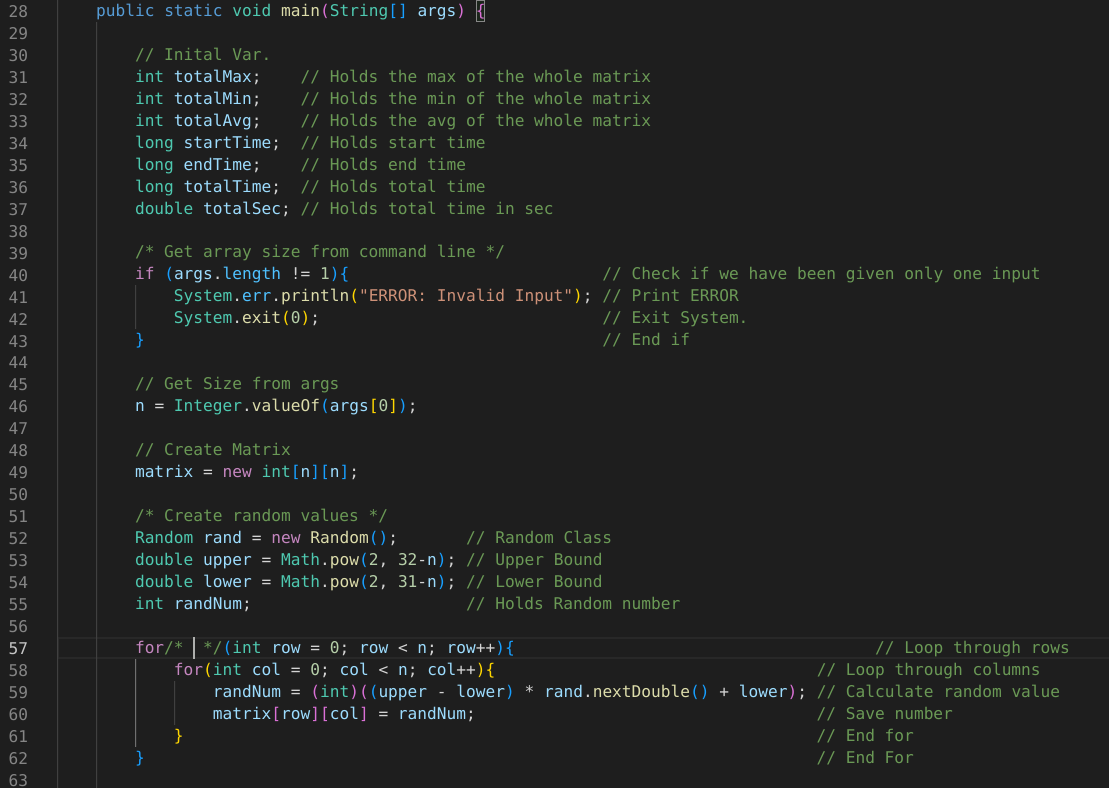 28 public static void main(String[] args) {
29
30 // Inital Var.
31 int totalMax; // Holds the max of the whole matrix
32 int totalMin; // Holds the min of the whole matrix
33 int totalAvg; // Holds the avg of the whole matrix
34 long startTime; // Holds start time
35 long endTime; // Holds end time
36 long totalTime; // Holds total time
37 double totalSec; // Holds total time in sec
38
39 /* Get array size from command line */
40 if (args.length != 1){ // Check if we have been given only one input
41 System.err.println("ERROR: Invalid Input"); // Print ERROR
42 System.exit(0); // Exit System.
43 } // End if
44
45 // Get Size from args
46 n = Integer.valueOf(args[0]);
47
48 // Create Matrix
49 matrix = new int[n][n];
50
51 /* Create random values */
52 Random rand = new Random(); // Random Class
53 double upper = Math.pow(2, 32-n); // Upper Bound
54 double lower = Math.pow(2, 31-n); // Lower Bound
55 int randNum; // Holds Random number
56
57 for/* */(int row = 0; row < n; row++){ // Loop through rows
58 for(int col = 0; col < n; col++){ // Loop through columns
59 randNum = (int)((upper - lower) * rand.nextDouble() + lower); // Calculate random value
60 matrix[row][col] = randNum; // Save number
61 } // End for
62 } // End For
63